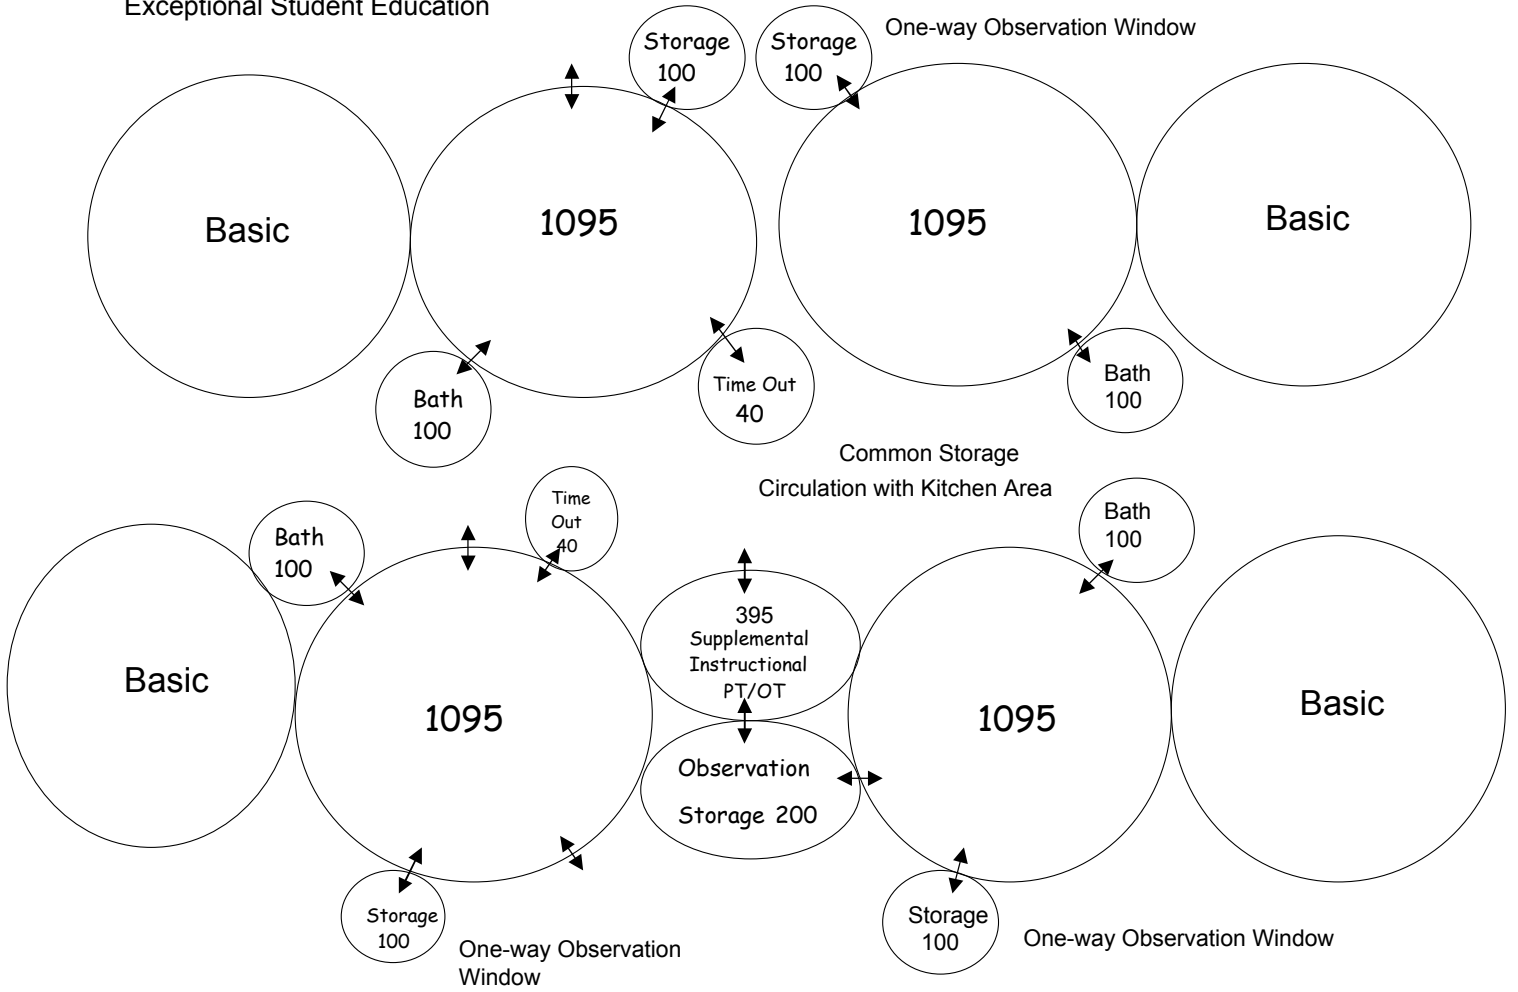 Exceptional Student Education
Storage
100
Storage
100
One-way Observation Window
Basic
1095
1095
Basic
Bath
100
Time Out
40
Bath
100
Common Storage
Circulation with Kitchen Area
Bath
100
Time
Out
40
Bath
100
395
Supplemental
Instructional
PT/OT
Basic
1095
1095
Basic
Observation
Storage 200
Storage
100
Storage
100
One-way Observation
Window
One-way Observation Window